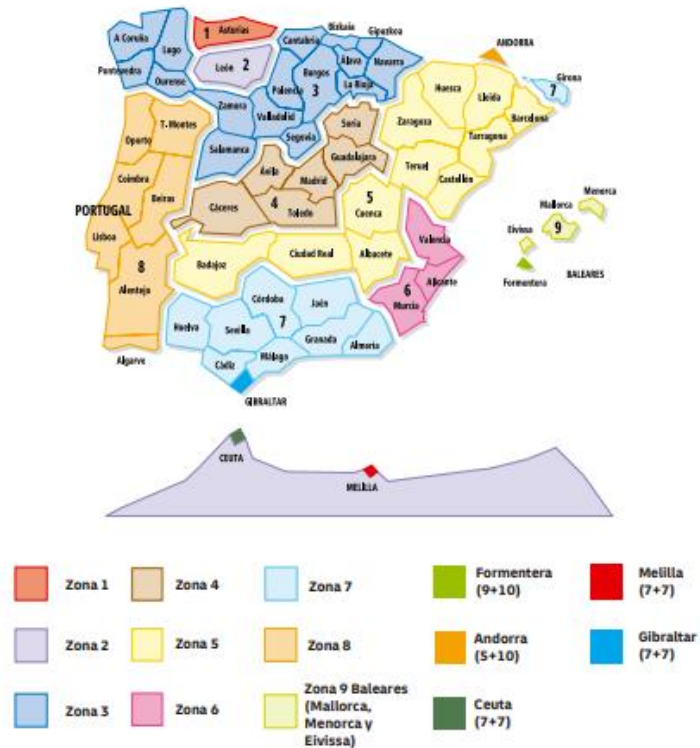 A Coruña
Lugo
Pontevedra
Ourense
1 Asturias
León 2
Cantabria
Bizkaia
Gipuzkoa
Álava
Navarra
Burgos
La Rioja
Palencia
3
Zamora
Valladolid
Segovia
Salamanca
ANDORRA
Girona
7
Huesca
Lleida
Barcelona
Zaragoza
Tarragona
Teruel
Castellón
Soria
Guadalajara
Ávila
Madrid
Cáceres
4
Toledo
5
Cuenca
Badajoz
Ciudad Real
Albacete
Oporto
T. Montes
Coimbra
Beiras
PORTUGAL
Lisboa
8
Alentejo
Algarve
Valencia
Alicante
6
Murcia
Menorca
Mallorca
Eivissa
9
Formentera
BALEARES
Córdoba
Jaén
Huelva
Sevilla
7
Granada
Almería
Cádiz
Málaga
GIBRALTAR
CEUTA
MELILLA
Zona 1
Zona 4
Zona 7
Formentera
(9+10)
Melilla
(7+7)
Zona 2
Zona 5
Zona 8
Andorra
(5+10)
Gibraltar
(7+7)
Zona 3
Zona 6
Zona 9 Baleares
(Mallorca,
Menorca y
Eivissa)
Ceuta
(7+7)